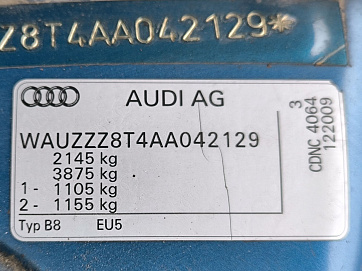 Z8T4AA042129*
AUDI AG
WAUZZZ8T4AA042129
2145 kg
3875 kg
1 - 1105 kg
2 - 1155 kg
Typ B8 EU5
3
CDNC 4064
122009